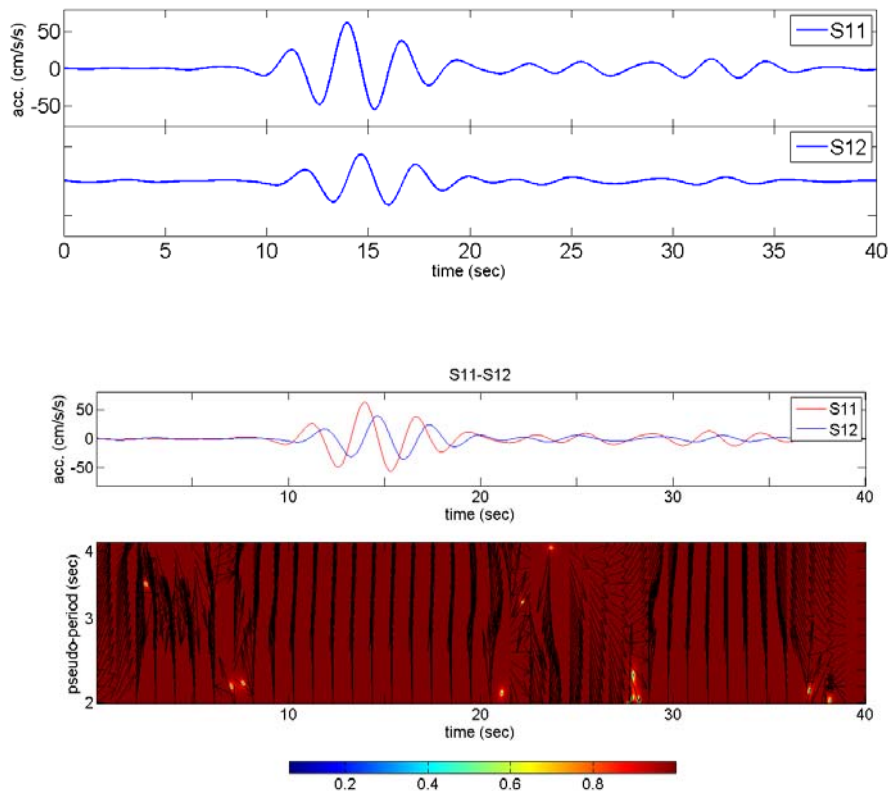 50
0
-50
acc. (cm/s/s)
S11
S12
0 5 10 15 20 25 30 35 40
time (sec)
S11-S12
50
0
-50
acc. (cm/s/s)
S11
S12
10 20 30 40
time (sec)
4
3
2
pseudo-period (sec)
10 20 30 40
time (sec)
0.2 0.4 0.6 0.8